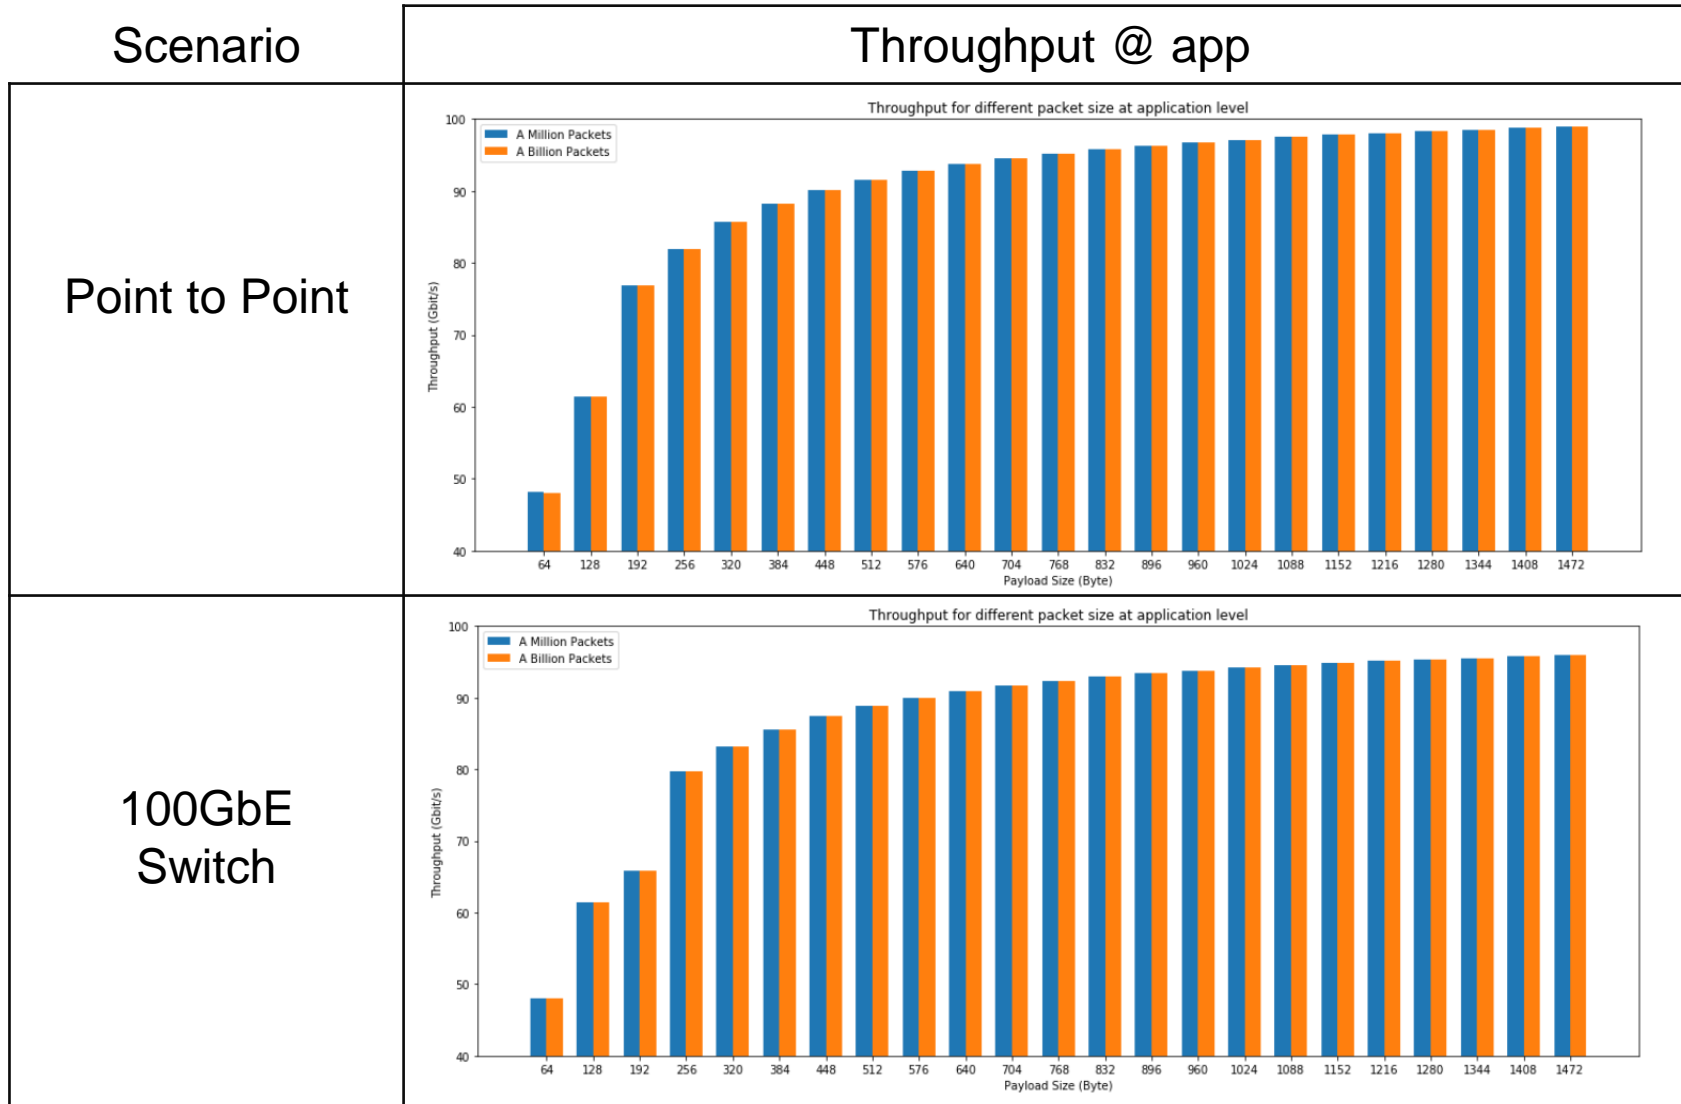 Scenario
Throughput @ app
Point to Point
Throughput for different packet size at application level
A Million Packets
A Billion Packets
Throughput (Gbit/s)
100
90
80
70
60
50
40
64 128 192 256 320 384 448 512 576 640 704 768 832 896 960 1024 1088 1152 1216 1280 1344 1408 1472
Payload Size (Byte)
100GbE
Switch
Throughput for different packet size at application level
A Million Packets
A Billion Packets
Throughput (Gbit/s)
100
90
80
70
60
50
40
64 128 192 256 320 384 448 512 576 640 704 768 832 896 960 1024 1088 1152 1216 1280 1344 1408 1472
Payload Size (Byte)